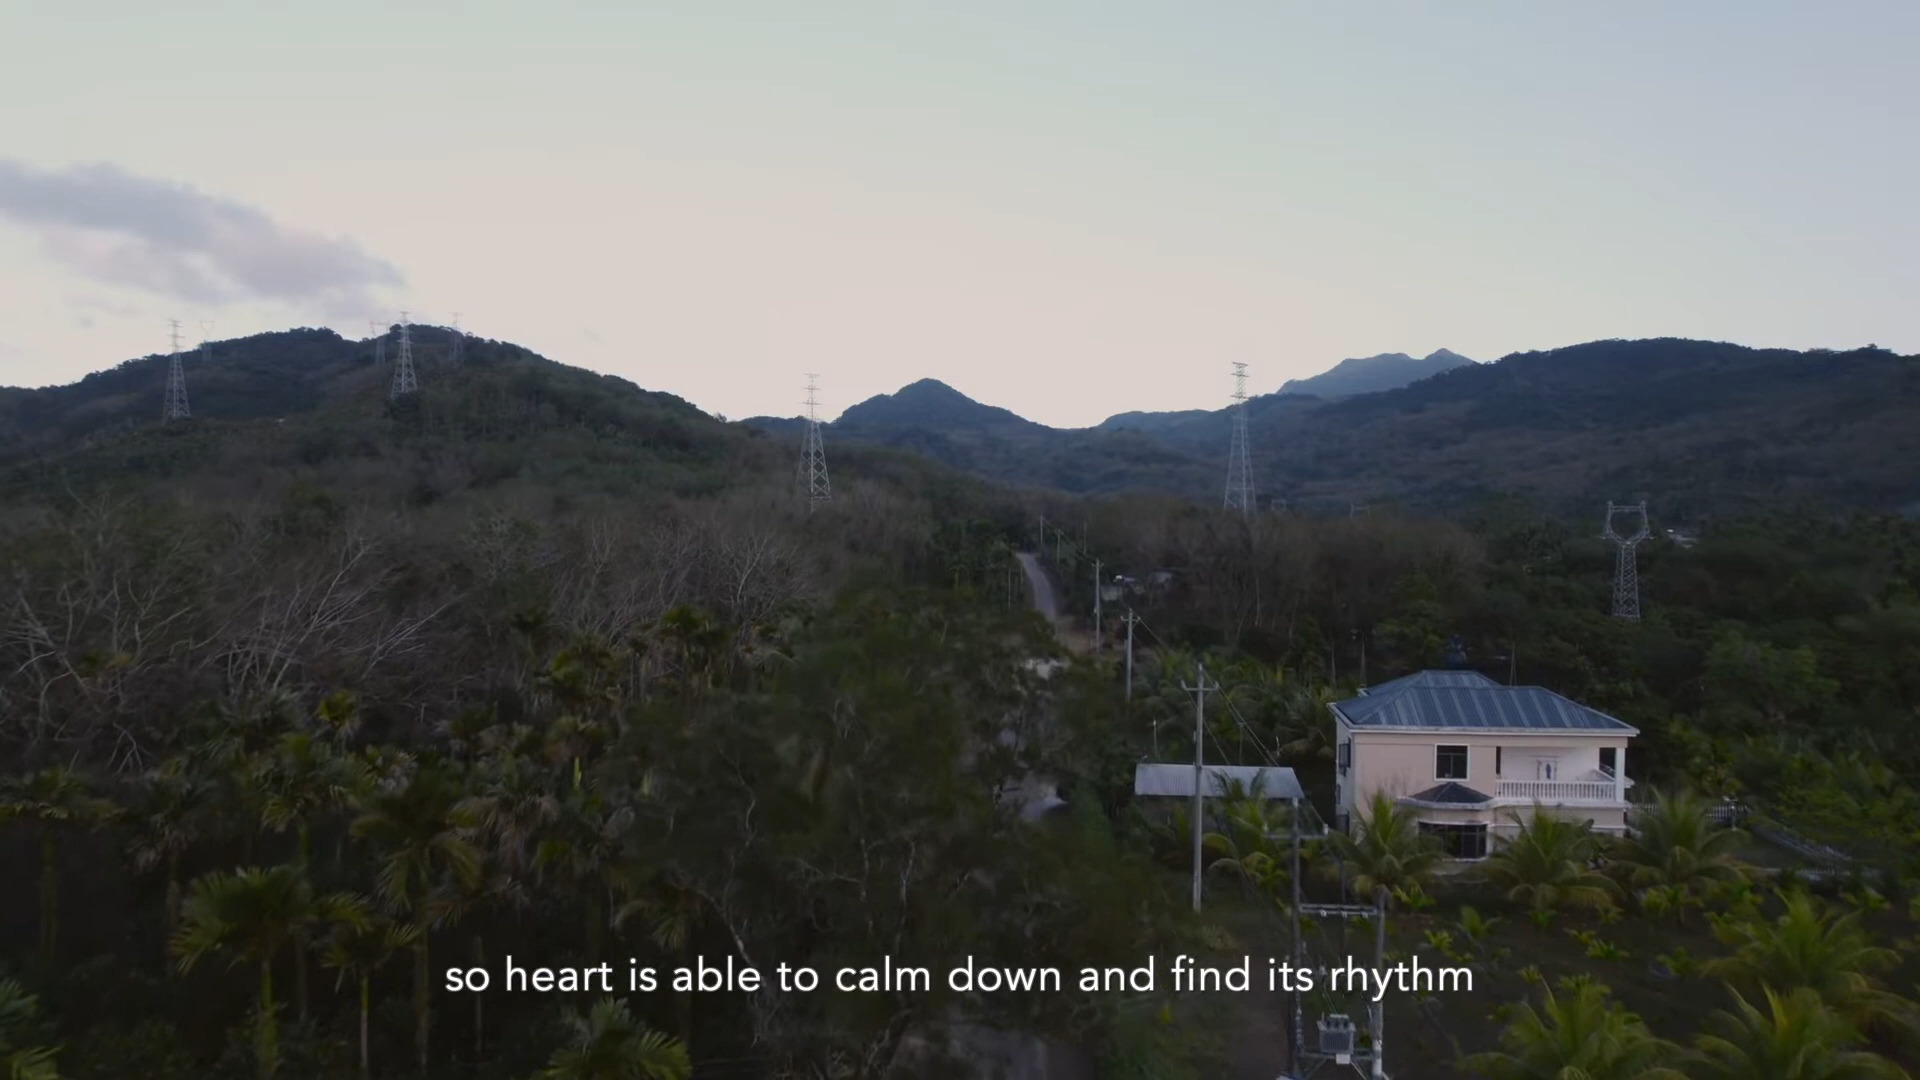 so heart is able to calm down and find its rhythm